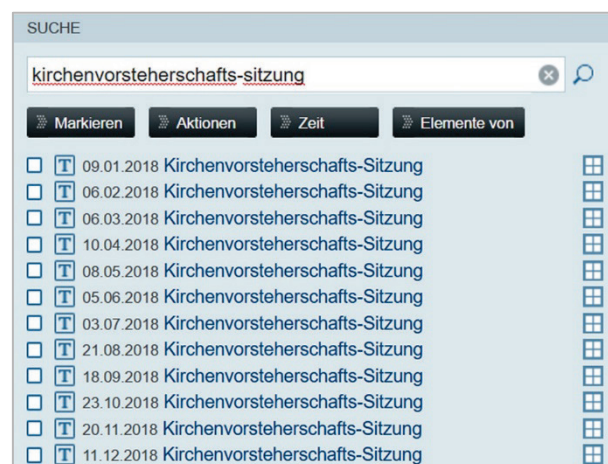 SUCHE
kirchenvorsteherschafts-sitzung
Markieren Aktionen Zeit Elemente von
T 09.01.2018 Kirchenvorsteherschafts-Sitzung
T 06.02.2018 Kirchenvorsteherschafts-Sitzung
T 06.03.2018 Kirchenvorsteherschafts-Sitzung
T 10.04.2018 Kirchenvorsteherschafts-Sitzung
T 08.05.2018 Kirchenvorsteherschafts-Sitzung
T 05.06.2018 Kirchenvorsteherschafts-Sitzung
T 03.07.2018 Kirchenvorsteherschafts-Sitzung
T 21.08.2018 Kirchenvorsteherschafts-Sitzung
T 18.09.2018 Kirchenvorsteherschafts-Sitzung
T 23.10.2018 Kirchenvorsteherschafts-Sitzung
T 20.11.2018 Kirchenvorsteherschafts-Sitzung
T 11.12.2018 Kirchenvorsteherschafts-Sitzung